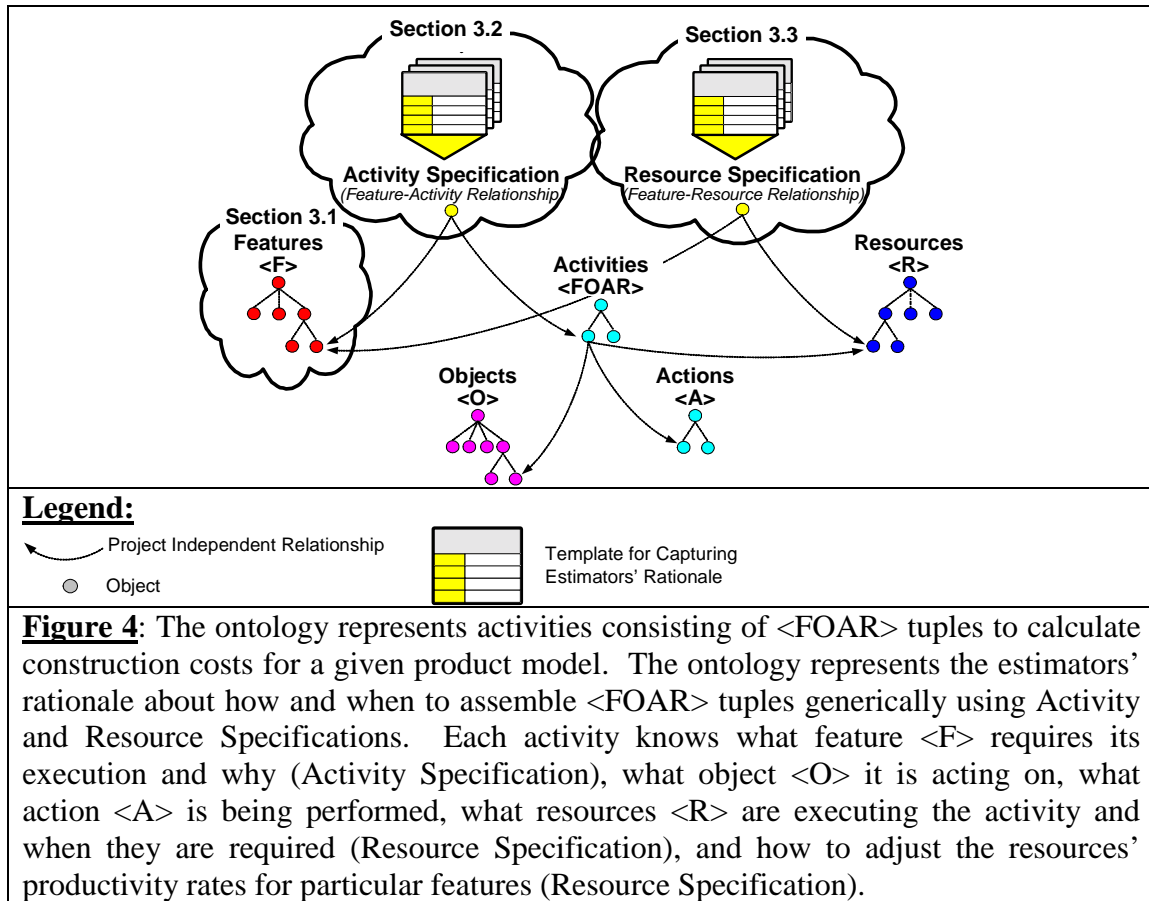 Section 3.2
Section 3.3
Activity Specification
(Feature-Activity Relationship)
Resource Specification
(Feature-Resource Relationship)
Section 3.1
Features
<F>
Activities
<FOAR>
Resources
<R>
Objects
<O>
Actions
<A>
Legend:
Project Independent Relationship
Object
Template for Capturing
Estimators' Rationale
Figure 4: The ontology represents activities consisting of <FOAR> tuples to calculate
construction costs for a given product model. The ontology represents the estimators'
rationale about how and when to assemble <FOAR> tuples generically using Activity
and Resource Specifications. Each activity knows what feature <F> requires its
execution and why (Activity Specification), what object <O> it is acting on, what
action <A> is being performed, what resources <R> are executing the activity and
when they are required (Resource Specification), and how to adjust the resources'
productivity rates for particular features (Resource Specification).